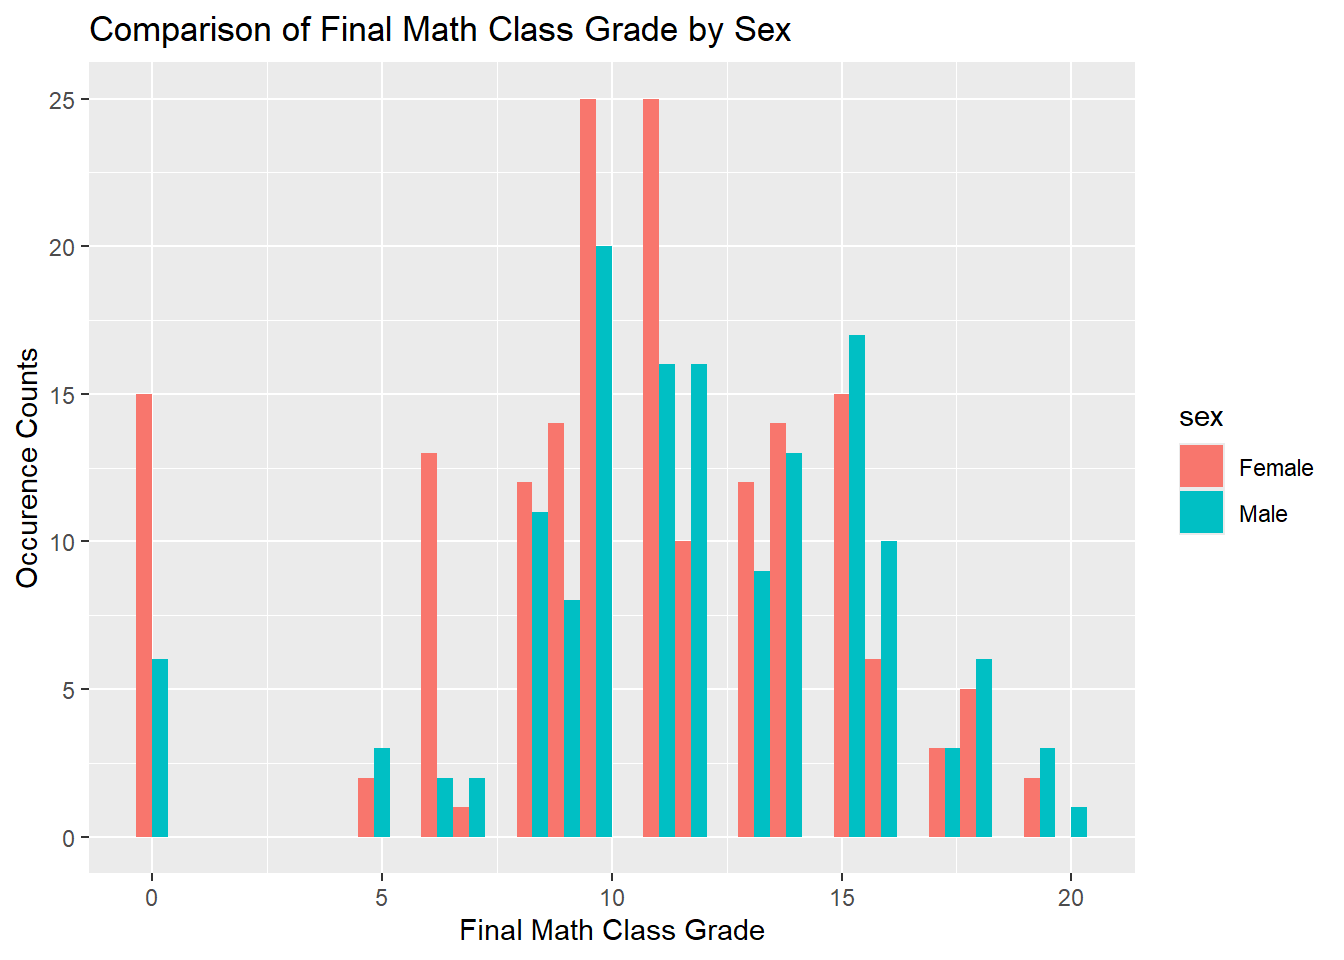 Comparison of Final Math Class Grade by Sex
25
20
15
10
5
0
Occurence Counts
0 5 10 15 20
Final Math Class Grade
sex
Female
Male